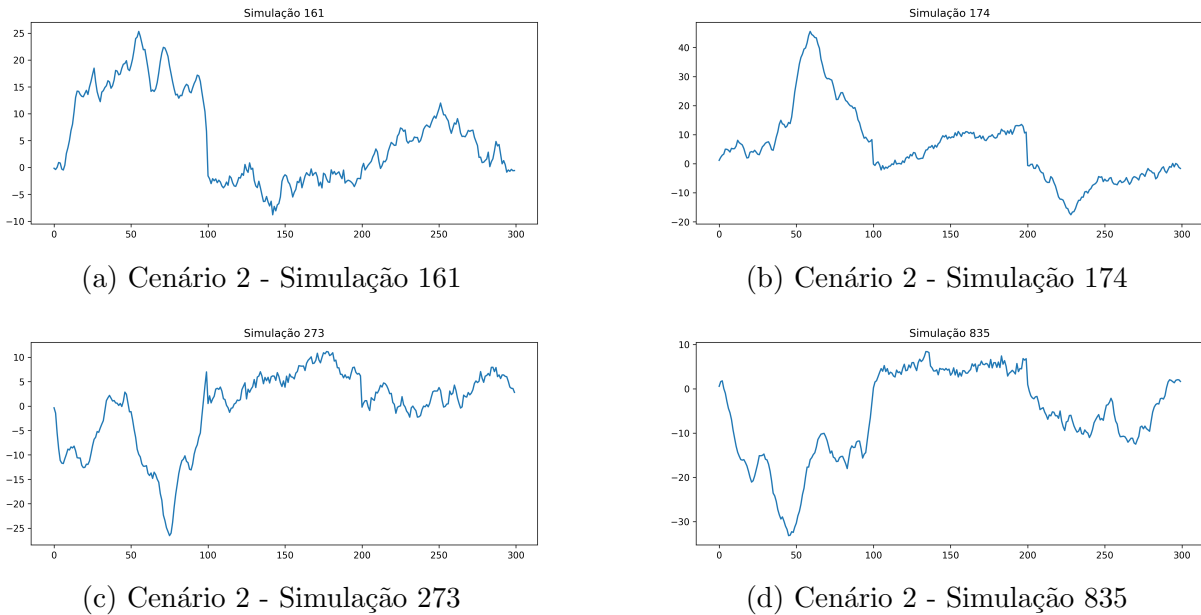 Simulação 161
25
20
15
10
5
0
−5
−10
0 50 100 150 200 250 300
(a) Cenário 2 - Simulação 161
Simulação 174
40
30
20
10
0
−10
−20
0 50 100 150 200 250 300
(b) Cenário 2 - Simulação 174
Simulação 273
10
5
0
−5
−10
−15
−20
−25
0 50 100 150 200 250 300
(c) Cenário 2 - Simulação 273
Simulação 835
10
0
−10
−20
−30
0 50 100 150 200 250 300
(d) Cenário 2 - Simulação 835